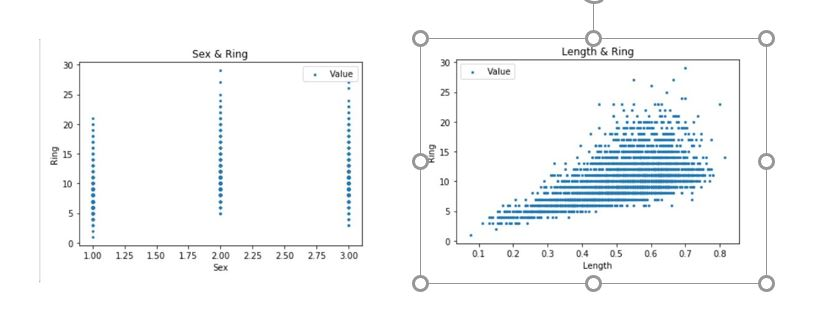 Sex & Ring
Value
30
25
20
15
10
5
0
Ring
1.00 1.25 1.50 1.75 2.00 2.25 2.50 2.75 3.00
Sex
Length & Ring
Value
30
25
20
15
10
5
0
Ring
0.1 0.2 0.3 0.4 0.5 0.6 0.7 0.8
Length